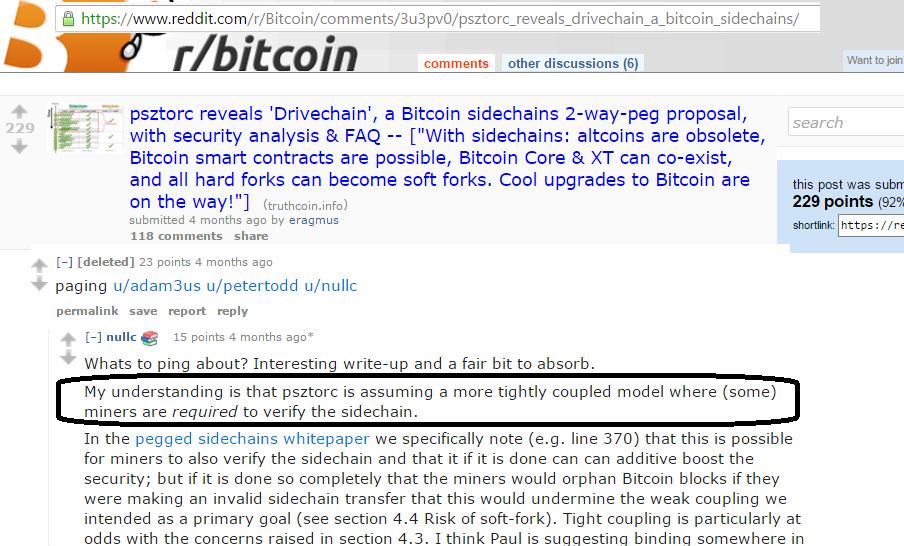 https://www.reddit.com/r/Bitcoin/comments/3u3pv0/psztorc_reveals_drivechain_a_bitcoin_sidechains/
r/bitcoin
comments other discussions (6)
Want to join
229
psztorc reveals 'Drivechain', a Bitcoin sidechains 2-way-peg proposal,
with security analysis & FAQ -- ["With sidechains: altcoins are obsolete,
Bitcoin smart contracts are possible, Bitcoin Core & XT can co-exist,
and all hard forks can become soft forks. Cool upgrades to Bitcoin are
on the way!"] (truthcoin.info)
submitted 4 months ago by eragmus
118 comments share
search
this post was subm
229 points (92%
shortlink: https://re
[–] [deleted] 23 points 4 months ago
paging u/adam3us u/petertodd u/nullc
permalink save report reply
[–] nullc 15 points 4 months ago*
Whats to ping about? Interesting write-up and a fair bit to absorb.
My understanding is that psztorc is assuming a more tightly coupled model where (some)
miners are required to verify the sidechain.
In the pegged sidechains whitepaper we specifically note (e.g. line 370) that this is possible
for miners to also verify the sidechain and that it if it is done can can additive boost the
security; but if it is done so completely that the miners would orphan Bitcoin blocks if they
were making an invalid sidechain transfer that this would undermine the weak coupling we
intended as a primary goal (see section 4.4 Risk of soft-fork). Tight coupling is particularly at
odds with the concerns raised in section 4.3. I think Paul is suggesting binding somewhere in